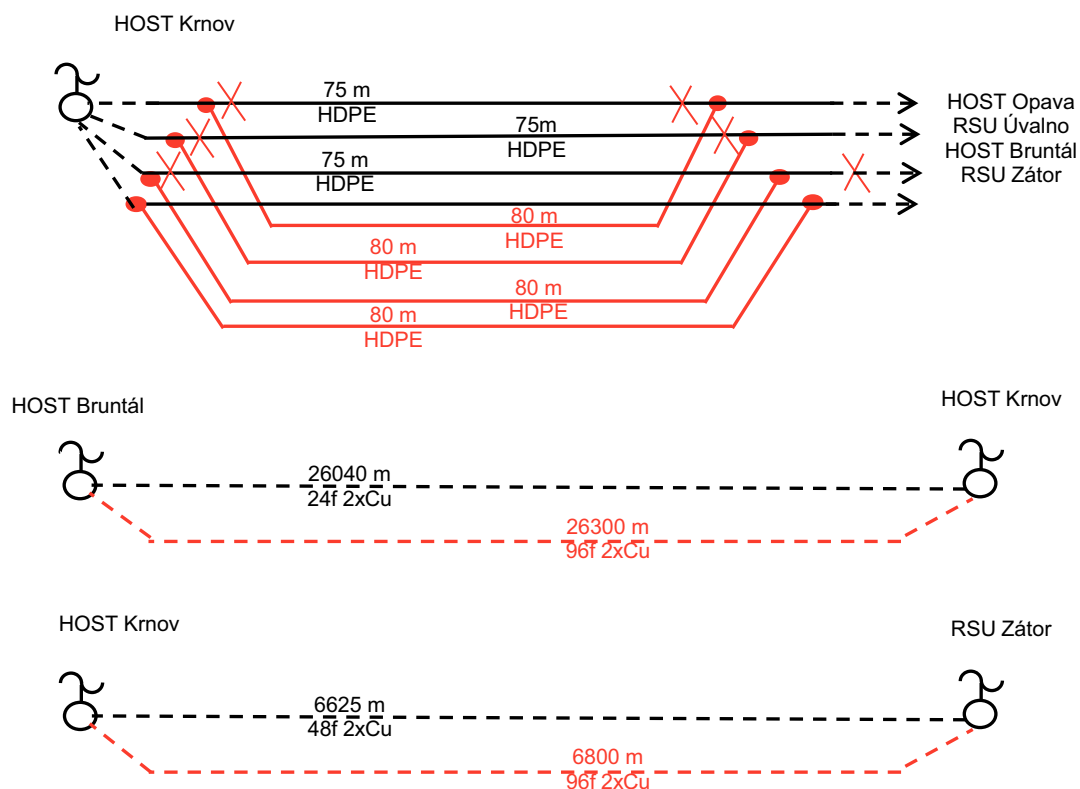 HOST Krnov
75 m
HDPE
75m
HDPE
75 m
HDPE
HOST Opava
RSU Úvalno
HOST Bruntál
RSU Zátor
80 m
HDPE
80 m
HDPE
80 m
HDPE
80 m
HDPE
HOST Bruntál
HOST Krnov
26040 m
24f 2xCu
26300 m
96f 2xCu
HOST Krnov
RSU Zátor
6625 m
48f 2xCu
6800 m
96f 2xCu